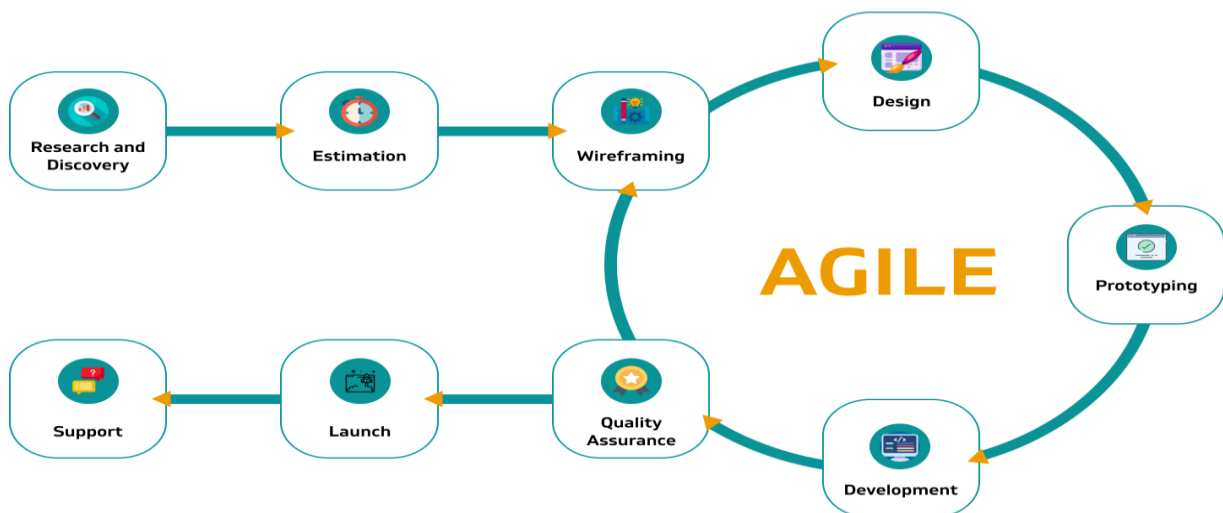 Research and
Discovery
Estimation
Wireframing
Design
Prototyping
AGILE
Development
Quality
Assurance
Launch
Support